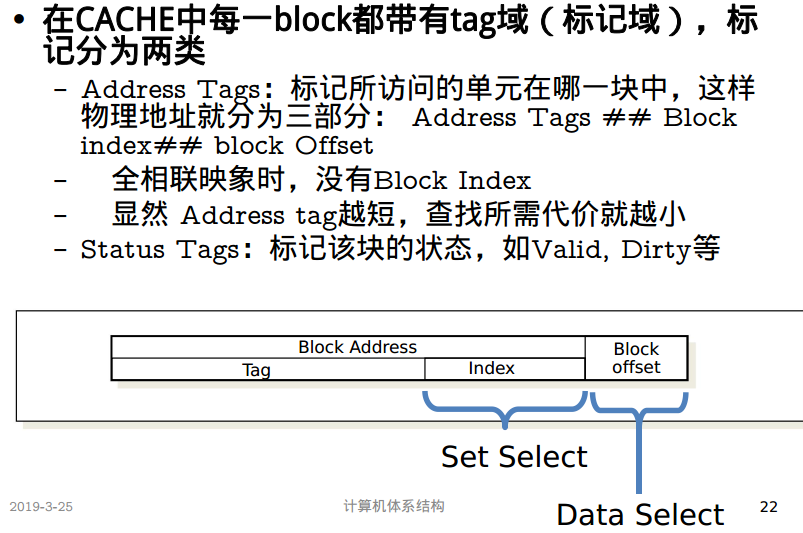 • 在CACHE中每一block都带有tag域（标记域），标
记分为两类
– Address Tags：标记所访问的单元在哪一块中，这样
物理地址就分为三部分： Address Tags ## Block
index## block Offset
– 全相联映象时，没有Block Index
– 显然 Address tag越短，查找所需代价就越小
– Status Tags：标记该块的状态，如Valid, Dirty等
Block Address
Block
offset
Tag
Index
Set Select
Data Select
2019-3-25
计算机体系结构
22